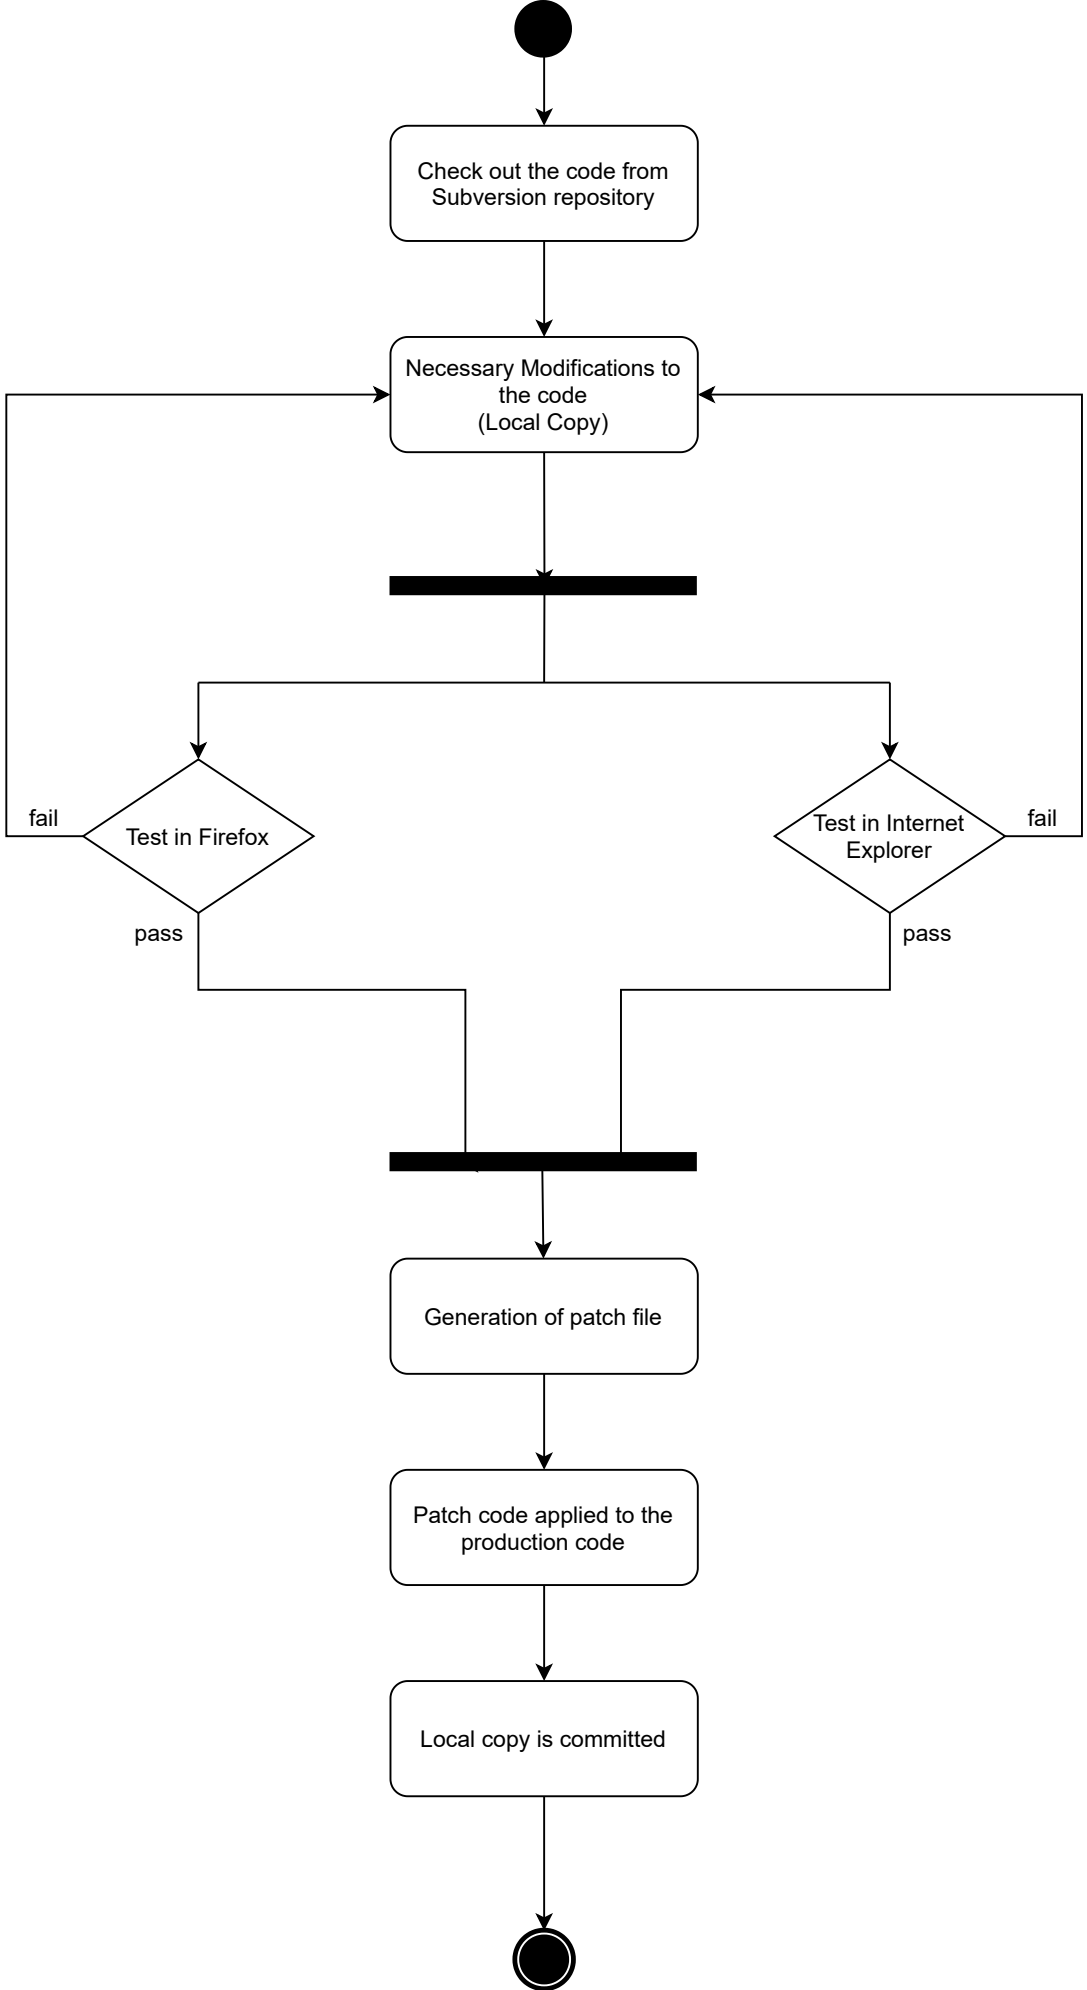 Check out the code from
Subversion repository
Necessary Modifications to
the code
(Local Copy)
fail
Test in Firefox
pass
Test in Internet
Explorer
fail
pass
Generation of patch file
Patch code applied to the
production code
Local copy is committed